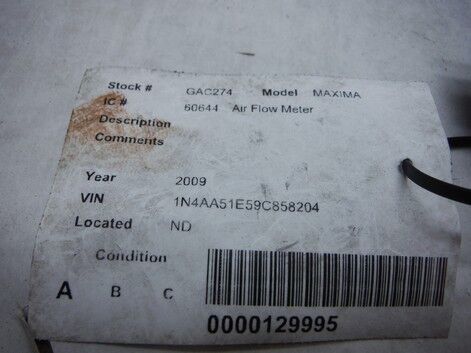 Stock # GAC274 Model MAXIMA
IC # 60644 Air Flow Meter
Description
Comments
Year 2009
VIN 1N4AA51E59C858204
Located ND
Condition
A B C
0000129995